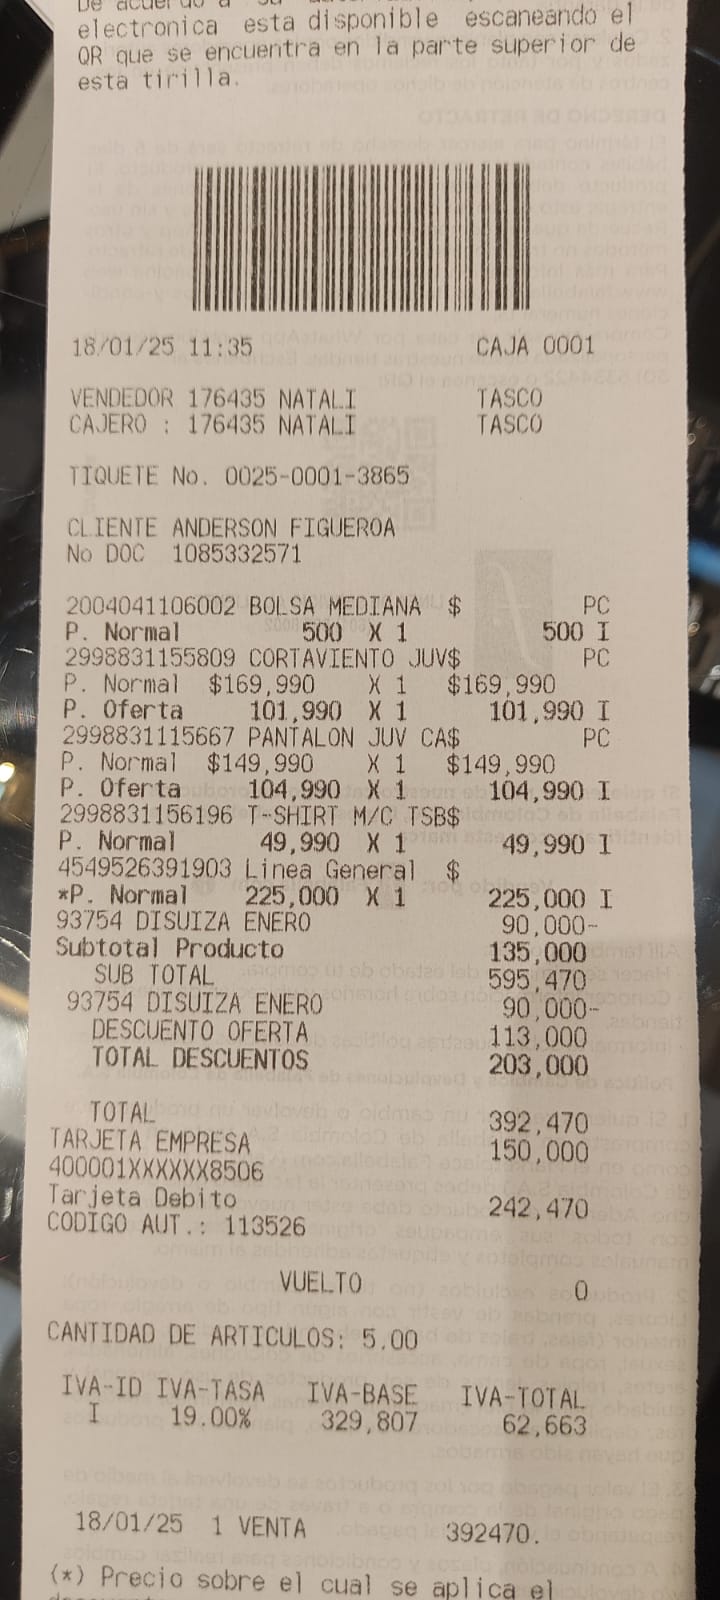 De acuerdo a su
electronica esta disponible escaneando el
QR que se encuentra en la parte superior de
esta tirilla.
18/01/25 11:35 CAJA 0001
VENDEDOR 176435 NATALI TASCO
CAJERO : 176435 NATALI TASCO
TIQUETE No. 0025-0001-3865
CLIENTE ANDERSON FIGUEROA
No DOC 1085332571
2004041106002 BOLSA MEDIANA $ PC
P. Normal 500 X 1 500 I
2998831155809 CORTAVIENTO JUV$ PC
P. Normal $169,990 X 1 $169,990
P. Oferta 101,990 X 1 101,990 I
2998831115667 PANTALON JUV CA$ PC
P. Normal $149,990 X 1 $149,990
P. Oferta 104,990 X 1 104,990 I
2998831156196 T-SHIRT M/C TSB$
P. Normal 49,990 X 1 49,990 I
4549526391903 Linea General $
*P. Normal 225,000 X 1 225,000 I
93754 DISUIZA ENERO 90,000-
Subtotal Producto 135,000
SUB TOTAL 595,470
93754 DISUIZA ENERO 90,000-
DESCUENTO OFERTA 113,000
TOTAL DESCUENTOS 203,000
TOTAL 392,470
TARJETA EMPRESA 150,000
400001XXXXXX8506
Tarjeta Debito 242,470
CODIGO AUT.: 113526
VUELTO 0
CANTIDAD DE ARTICULOS: 5.00
IVA-ID IVA-TASA IVA-BASE IVA-TOTAL
I 19.00% 329,807 62,663
18/01/25 1 VENTA 392470.
(*) Precio sobre el cual se aplica el